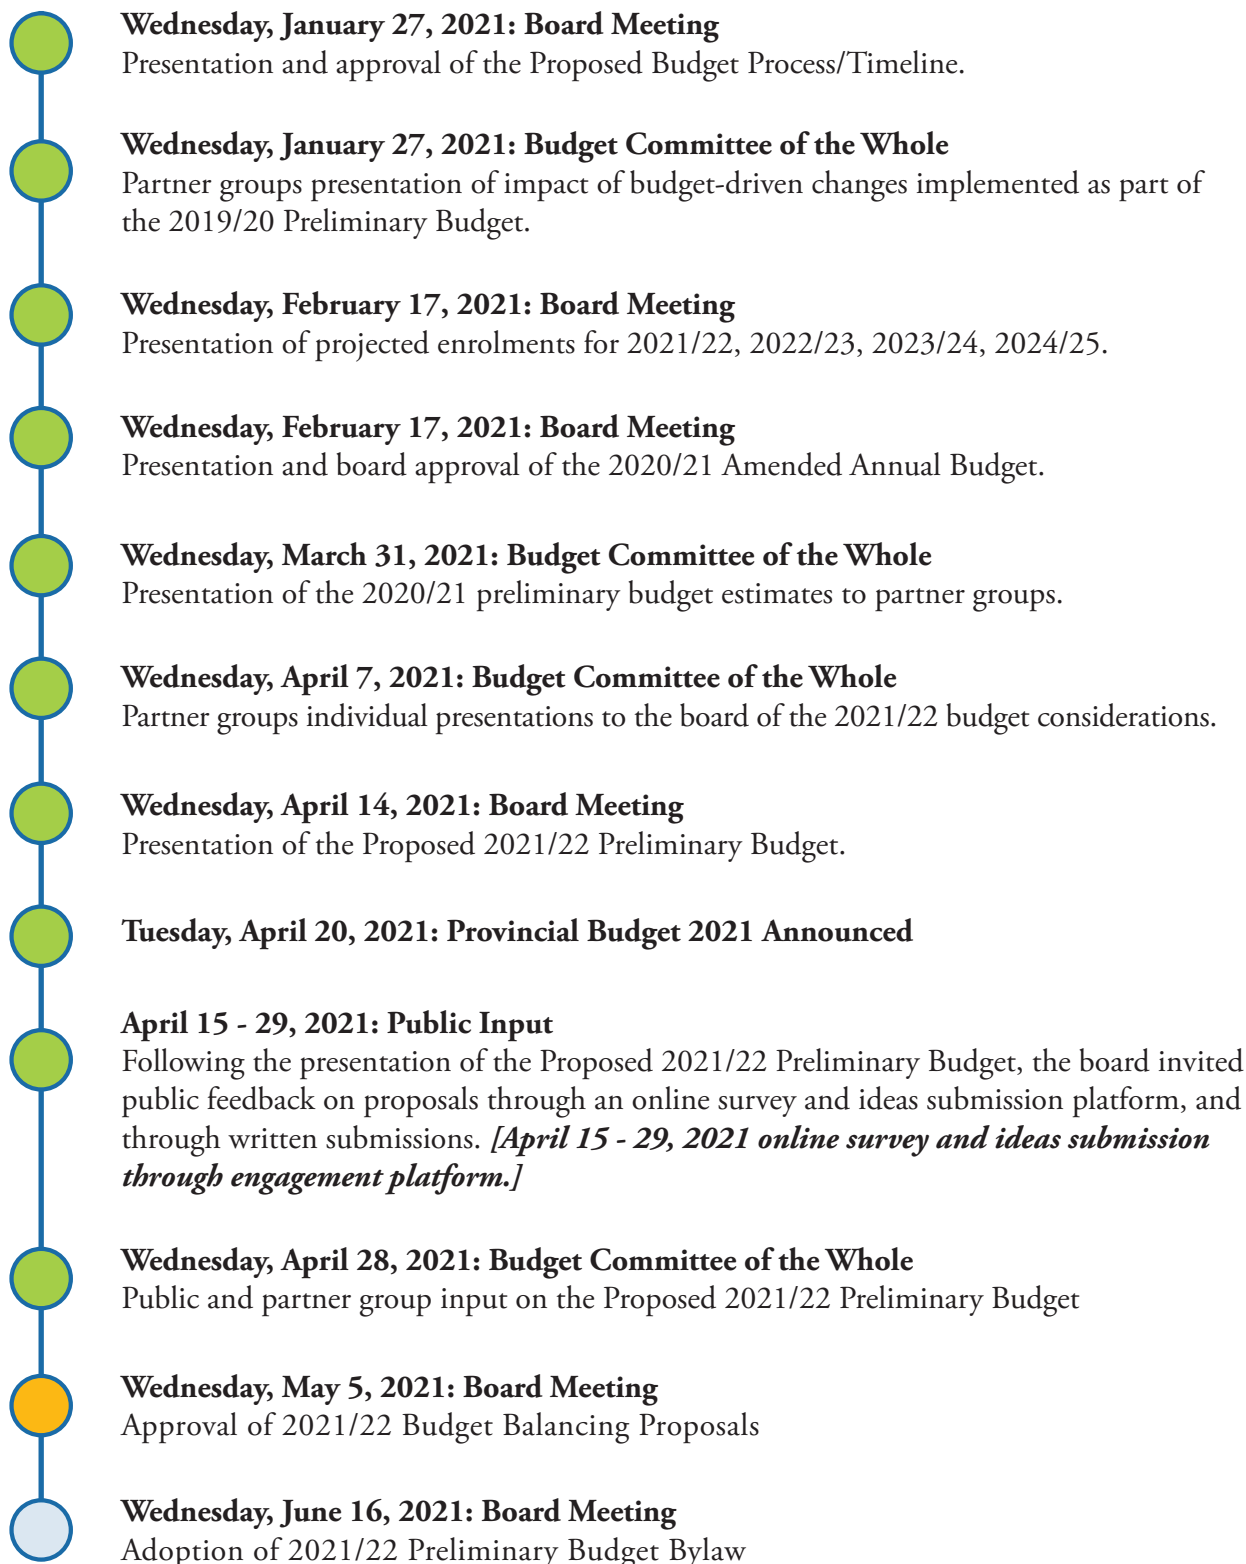 Wednesday, January 27, 2021: Board Meeting
Presentation and approval of the Proposed Budget Process/Timeline.
Wednesday, January 27, 2021: Budget Committee of the Whole
Partner groups presentation of impact of budget-driven changes implemented as part of
the 2019/20 Preliminary Budget.
Wednesday, February 17, 2021: Board Meeting
Presentation of projected enrolments for 2021/22, 2022/23, 2023/24, 2024/25.
Wednesday, February 17, 2021: Board Meeting
Presentation and board approval of the 2020/21 Amended Annual Budget.
Wednesday, March 31, 2021: Budget Committee of the Whole
Presentation of the 2020/21 preliminary budget estimates to partner groups.
Wednesday, April 7, 2021: Budget Committee of the Whole
Partner groups individual presentations to the board of the 2021/22 budget considerations.
Wednesday, April 14, 2021: Board Meeting
Presentation of the Proposed 2021/22 Preliminary Budget.
Tuesday, April 20, 2021: Provincial Budget 2021 Announced
April 15 - 29, 2021: Public Input
Following the presentation of the Proposed 2021/22 Preliminary Budget, the board invited
public feedback on proposals through an online survey and ideas submission platform, and
through written submissions. [April 15 - 29, 2021 online survey and ideas submission
through engagement platform.]
Wednesday, April 28, 2021: Budget Committee of the Whole
Public and partner group input on the Proposed 2021/22 Preliminary Budget
Wednesday, May 5, 2021: Board Meeting
Approval of 2021/22 Budget Balancing Proposals
Wednesday, June 16, 2021: Board Meeting
Adoption of 2021/22 Preliminary Budget Bylaw